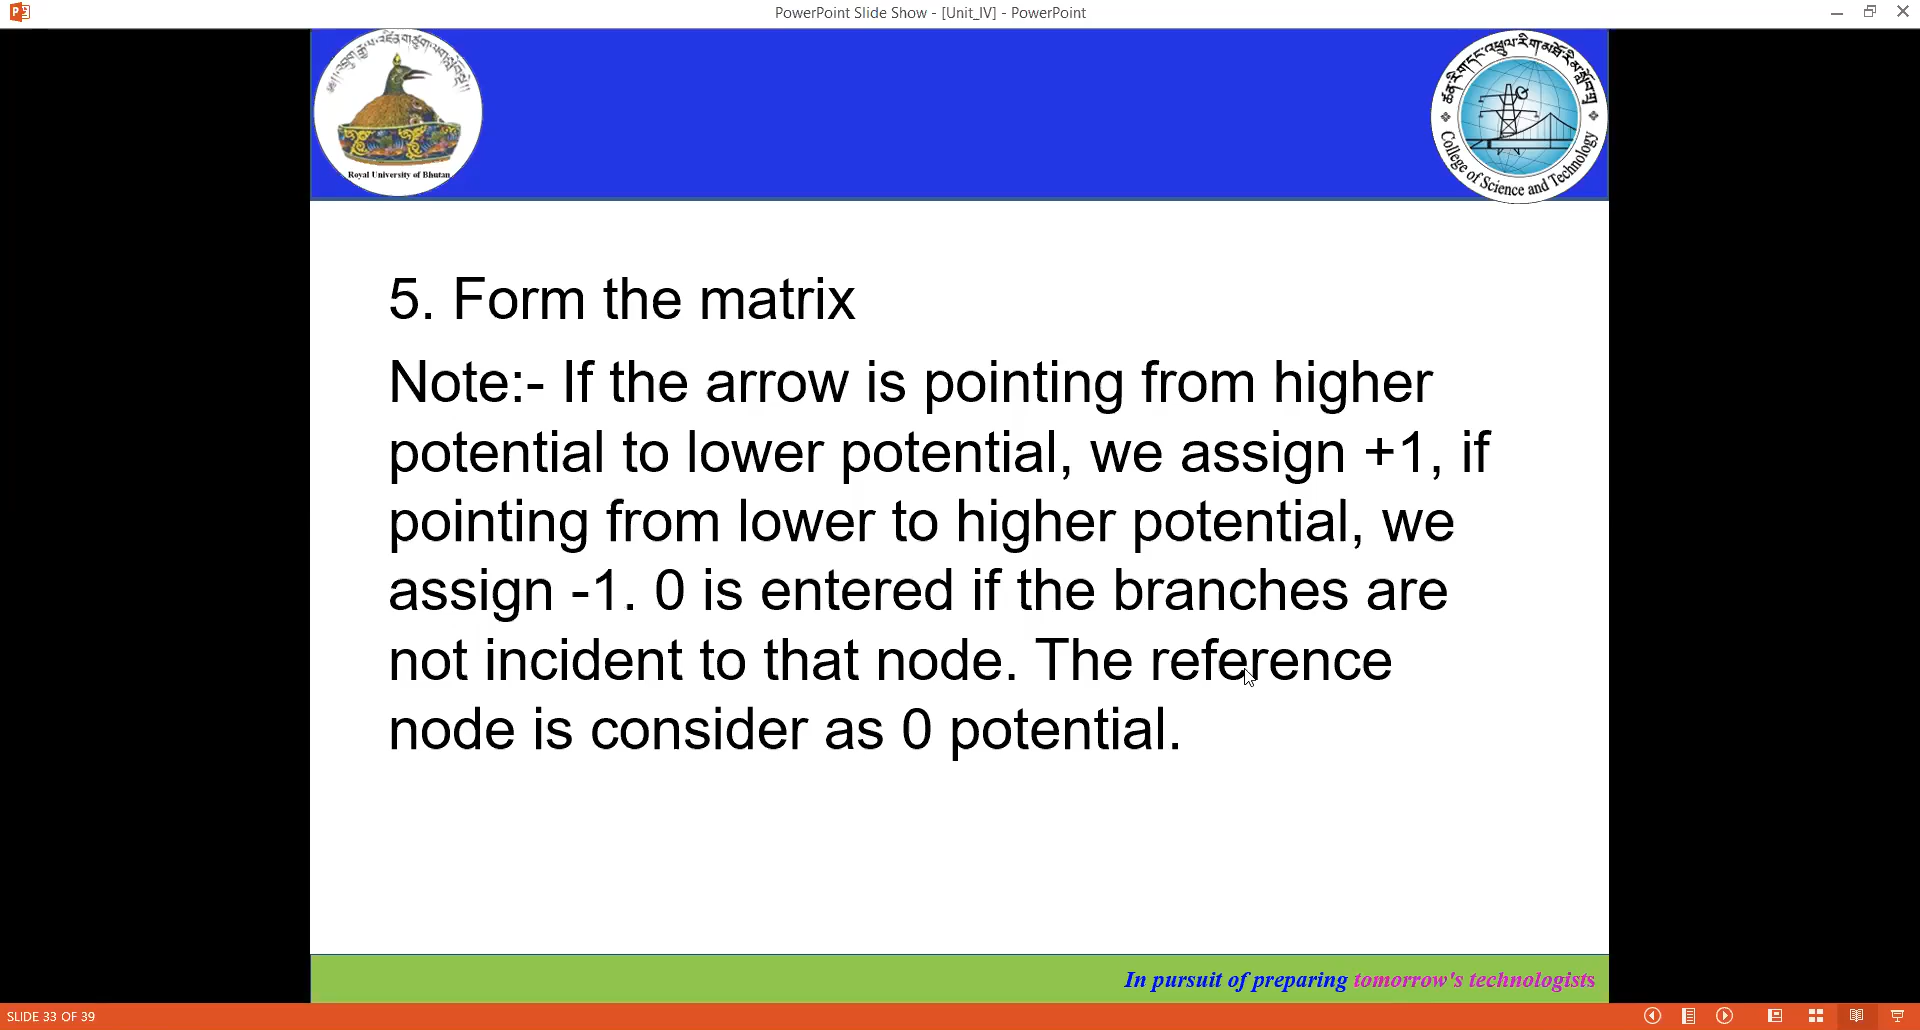 PowerPoint Slide Show - [Unit_IV] - PowerPoint
Royal University of Bhutan
College of Science and Technology
5. Form the matrix
Note:- If the arrow is pointing from higher
potential to lower potential, we assign +1, if
pointing from lower to higher potential, we
assign -1. 0 is entered if the branches are
not incident to that node. The reference
node is consider as 0 potential.
In pursuit of preparing tomorrow's technologists
SLIDE 33 OF 39